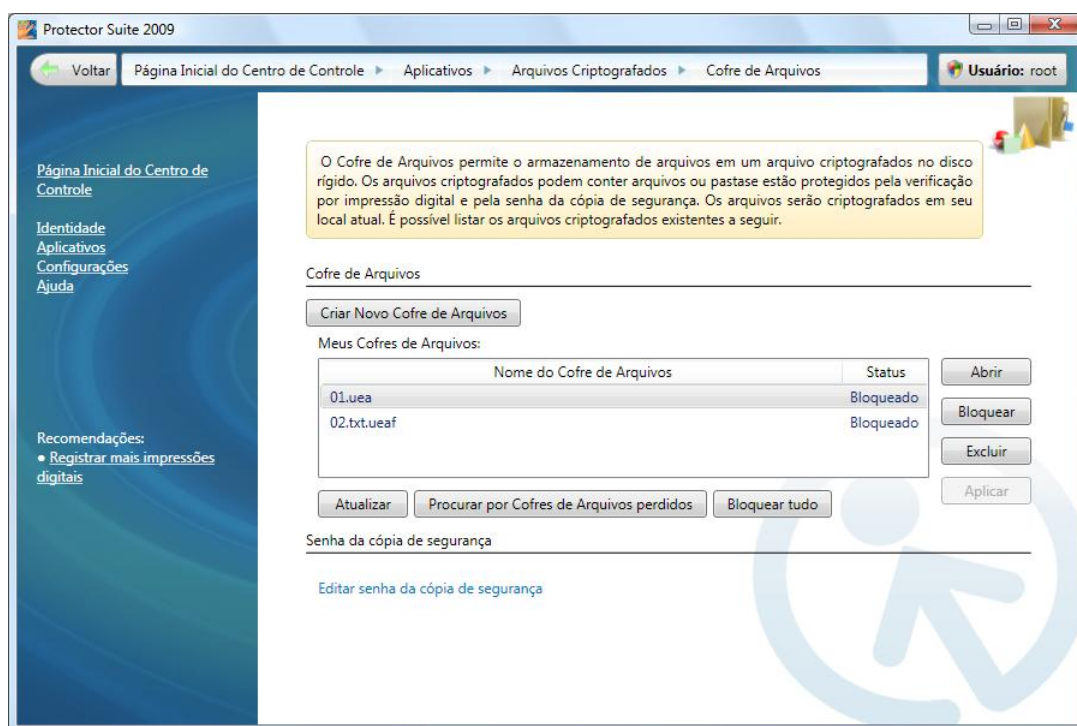 Protector Suite 2009
Voltar
Página Inicial do Centro de Controle
Aplicativos
Arquivos Criptografados
Cofre de Arquivos
Usuário: root
Página Inicial do Centro de
Controle
Identidade
Aplicativos
Configurações
Ajuda
Recomendações:
• Registrar mais impressões
digitais
O Cofre de Arquivos permite o armazenamento de arquivos em um arquivo criptografados no disco
rígido. Os arquivos criptografados podem conter arquivos ou pastase estão protegidos pela verificação
por impressão digital e pela senha da cópia de segurança. Os arquivos serão criptografados em seu
local atual. É possível listar os arquivos criptografados existentes a seguir.
Cofre de Arquivos
Criar Novo Cofre de Arquivos
Meus Cofres de Arquivos:
Nome do Cofre de Arquivos Status
01.uea Bloqueado
02.txt.ueaf Bloqueado
Abrir
Bloquear
Excluir
Aplicar
Atualizar
Procurar por Cofres de Arquivos perdidos
Bloquear tudo
Senha da cópia de segurança
Editar senha da cópia de segurança